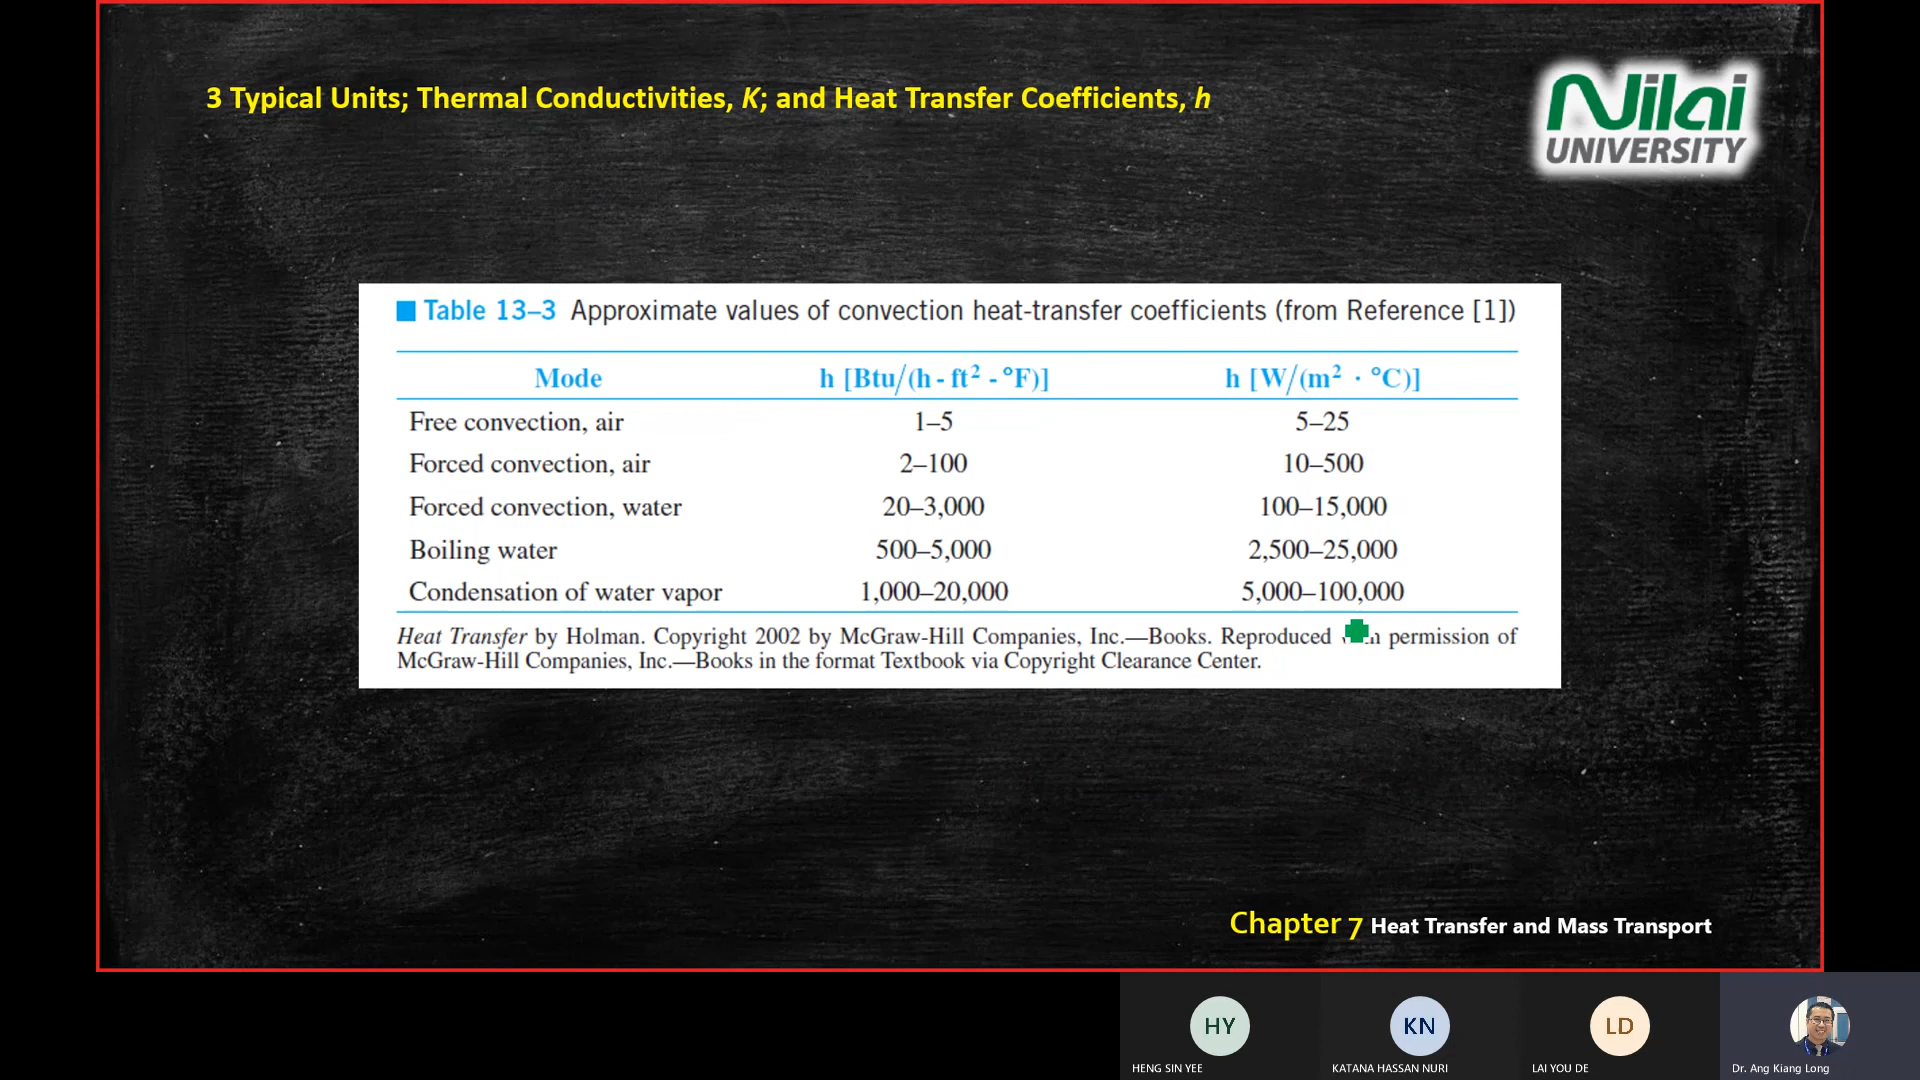 3 Typical Units; Thermal Conductivities, K; and Heat Transfer Coefficients, h
Nilai
UNIVERSITY
Table 13–3 Approximate values of convection heat-transfer coefficients (from Reference [1])
Mode h [Btu/(h - ft² - °F)] h [W/(m² · °C)]
Free convection, air 1–5 5–25
Forced convection, air 2–100 10–500
Forced convection, water 20–3,000 100–15,000
Boiling water 500–5,000 2,500–25,000
Condensation of water vapor 1,000–20,000 5,000–100,000
Heat Transfer by Holman. Copyright 2002 by McGraw-Hill Companies, Inc.—Books. Reproduced permission of
McGraw-Hill Companies, Inc.—Books in the format Textbook via Copyright Clearance Center.
Chapter 7 Heat Transfer and Mass Transport
HY KN LD
HENG SIN YEE KATANA HASSAN NURI LAI YOU DE Dr. Ang Kiang Long